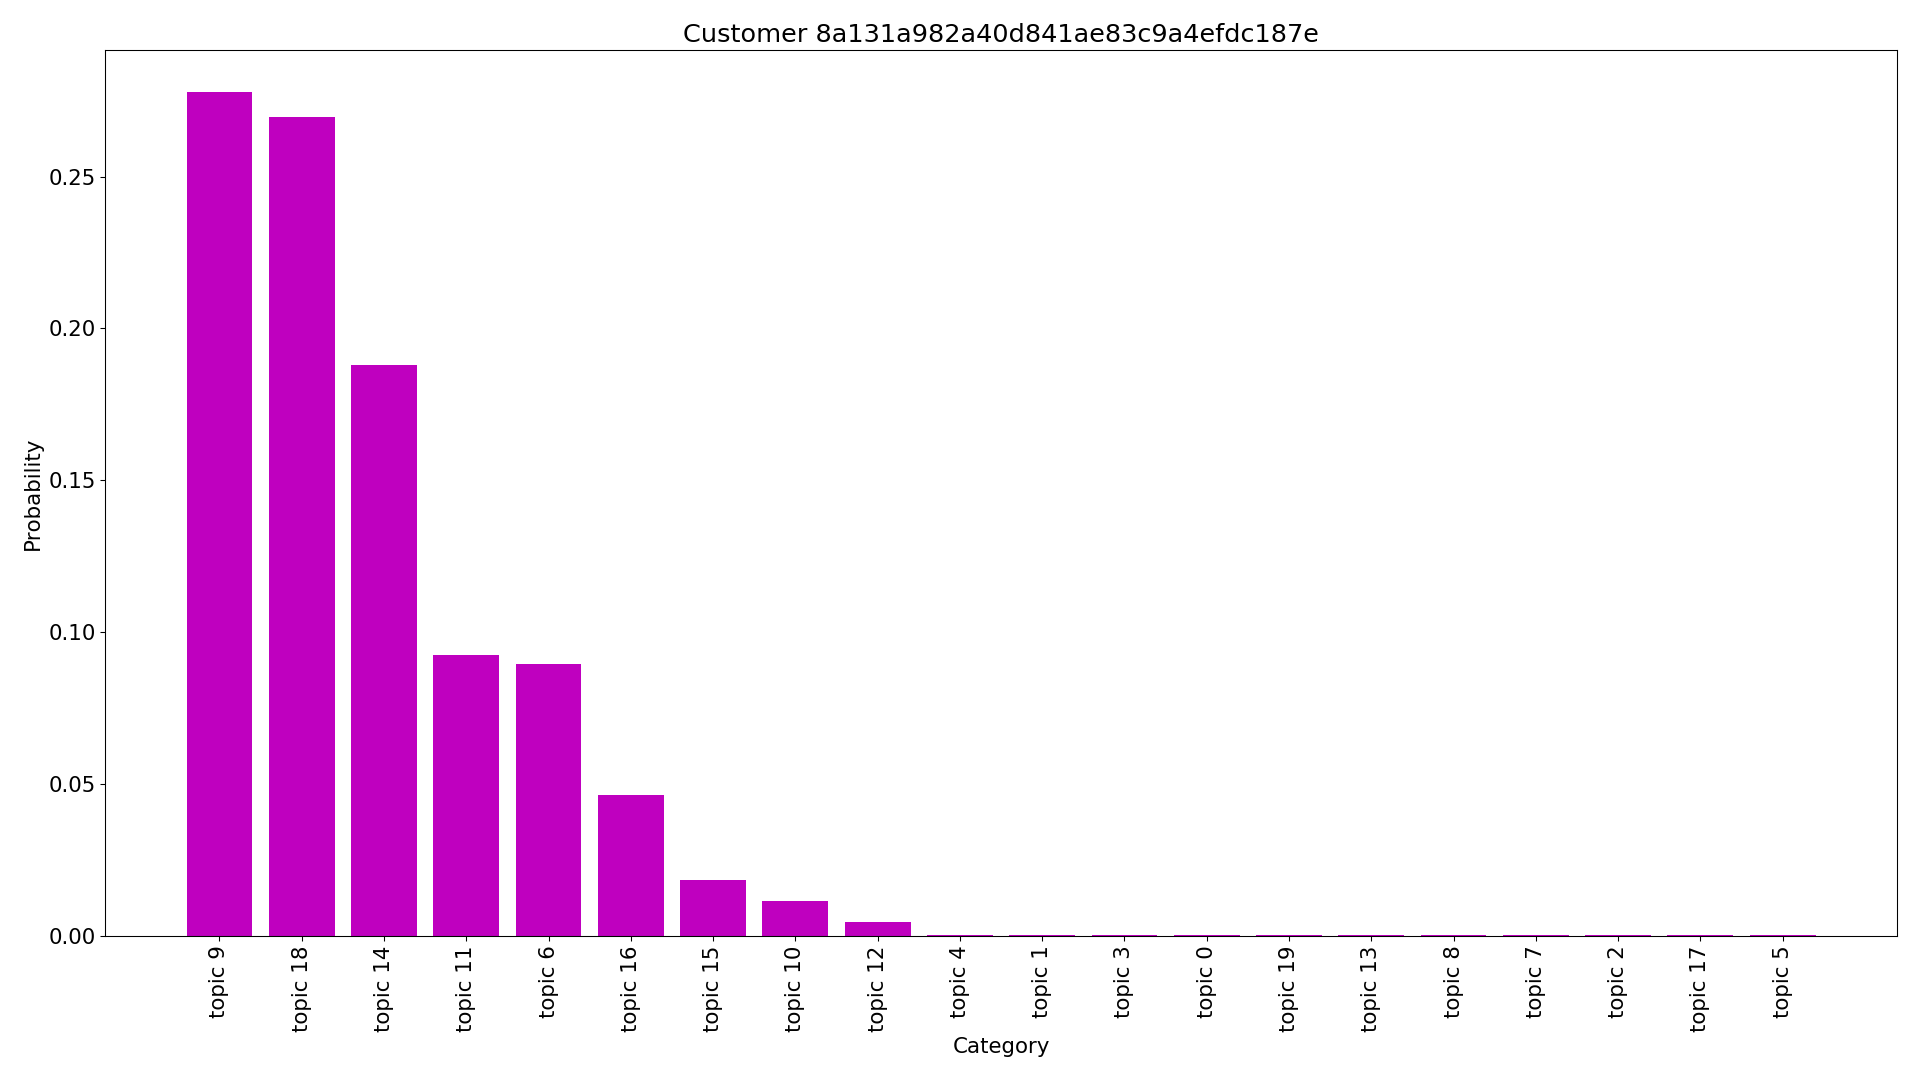 Customer 8a131a982a40d841ae83c9a4efdc187e
Probability
0.25
0.20
0.15
0.10
0.05
0.00
topic 9
topic 18
topic 14
topic 11
topic 6
topic 16
topic 15
topic 10
topic 12
topic 4
topic 1
topic 3
topic 0
topic 19
topic 13
topic 8
topic 7
topic 2
topic 17
topic 5
Category